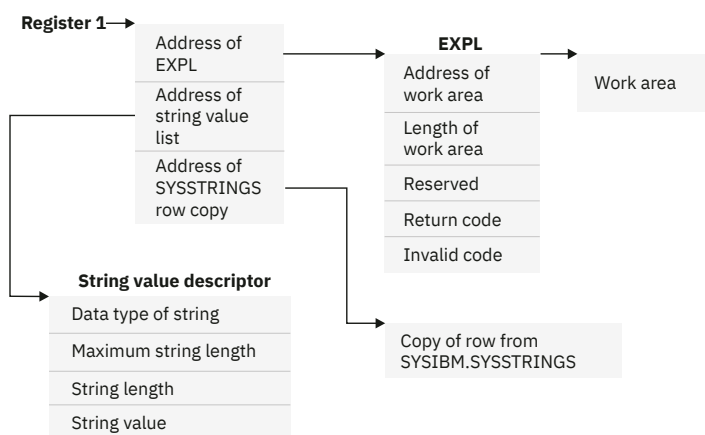 Register 1
Address of
EXPL
Address of
string value
list
Address of
SYSSTRINGS
row copy
EXPL
Address of
work area
Length of
work area
Reserved
Return code
Invalid code
Work area
String value descriptor
Data type of string
Maximum string length
String length
String value
Copy of row from
SYSIBM.SYSSTRINGS